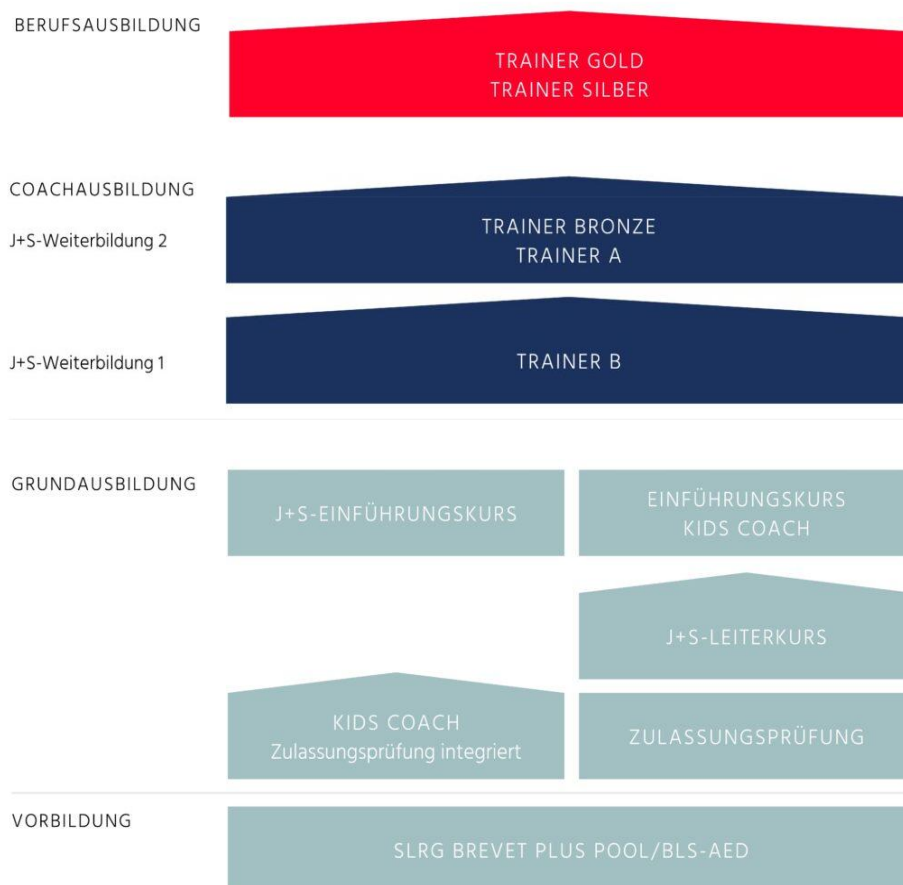 BERUFSAUSBILDUNG
TRAINER GOLD
TRAINER SILBER
COACHAUSBILDUNG
J+S-Weiterbildung 2
TRAINER BRONZE
TRAINER A
J+S-Weiterbildung 1
TRAINER B
GRUNDAUSBILDUNG
J+S-EINFÜHRUNGSKURS
EINFÜHRUNGSKURS
KIDS COACH
J+S-LEITERKURS
KIDS COACH
Zulassungsprüfung integriert
ZULASSUNGSPRÜFUNG
VORBILDUNG
SLRG BREVET PLUS POOL/BLS-AED